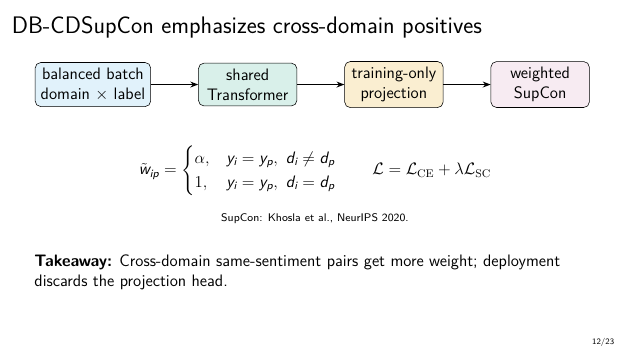 DB-CDSupCon emphasizes cross-domain positives
balanced batch
domain × label
shared
Transformer
training-only
projection
weighted
SupCon
w̃ᵢₚ = { α, yᵢ = yₚ, dᵢ ≠ dₚ
1, yᵢ = yₚ, dᵢ = dₚ
ℒ = ℒ_CE + λℒ_SC
SupCon: Khosla et al., NeurIPS 2020.
Takeaway: Cross-domain same-sentiment pairs get more weight; deployment
discards the projection head.
12/23